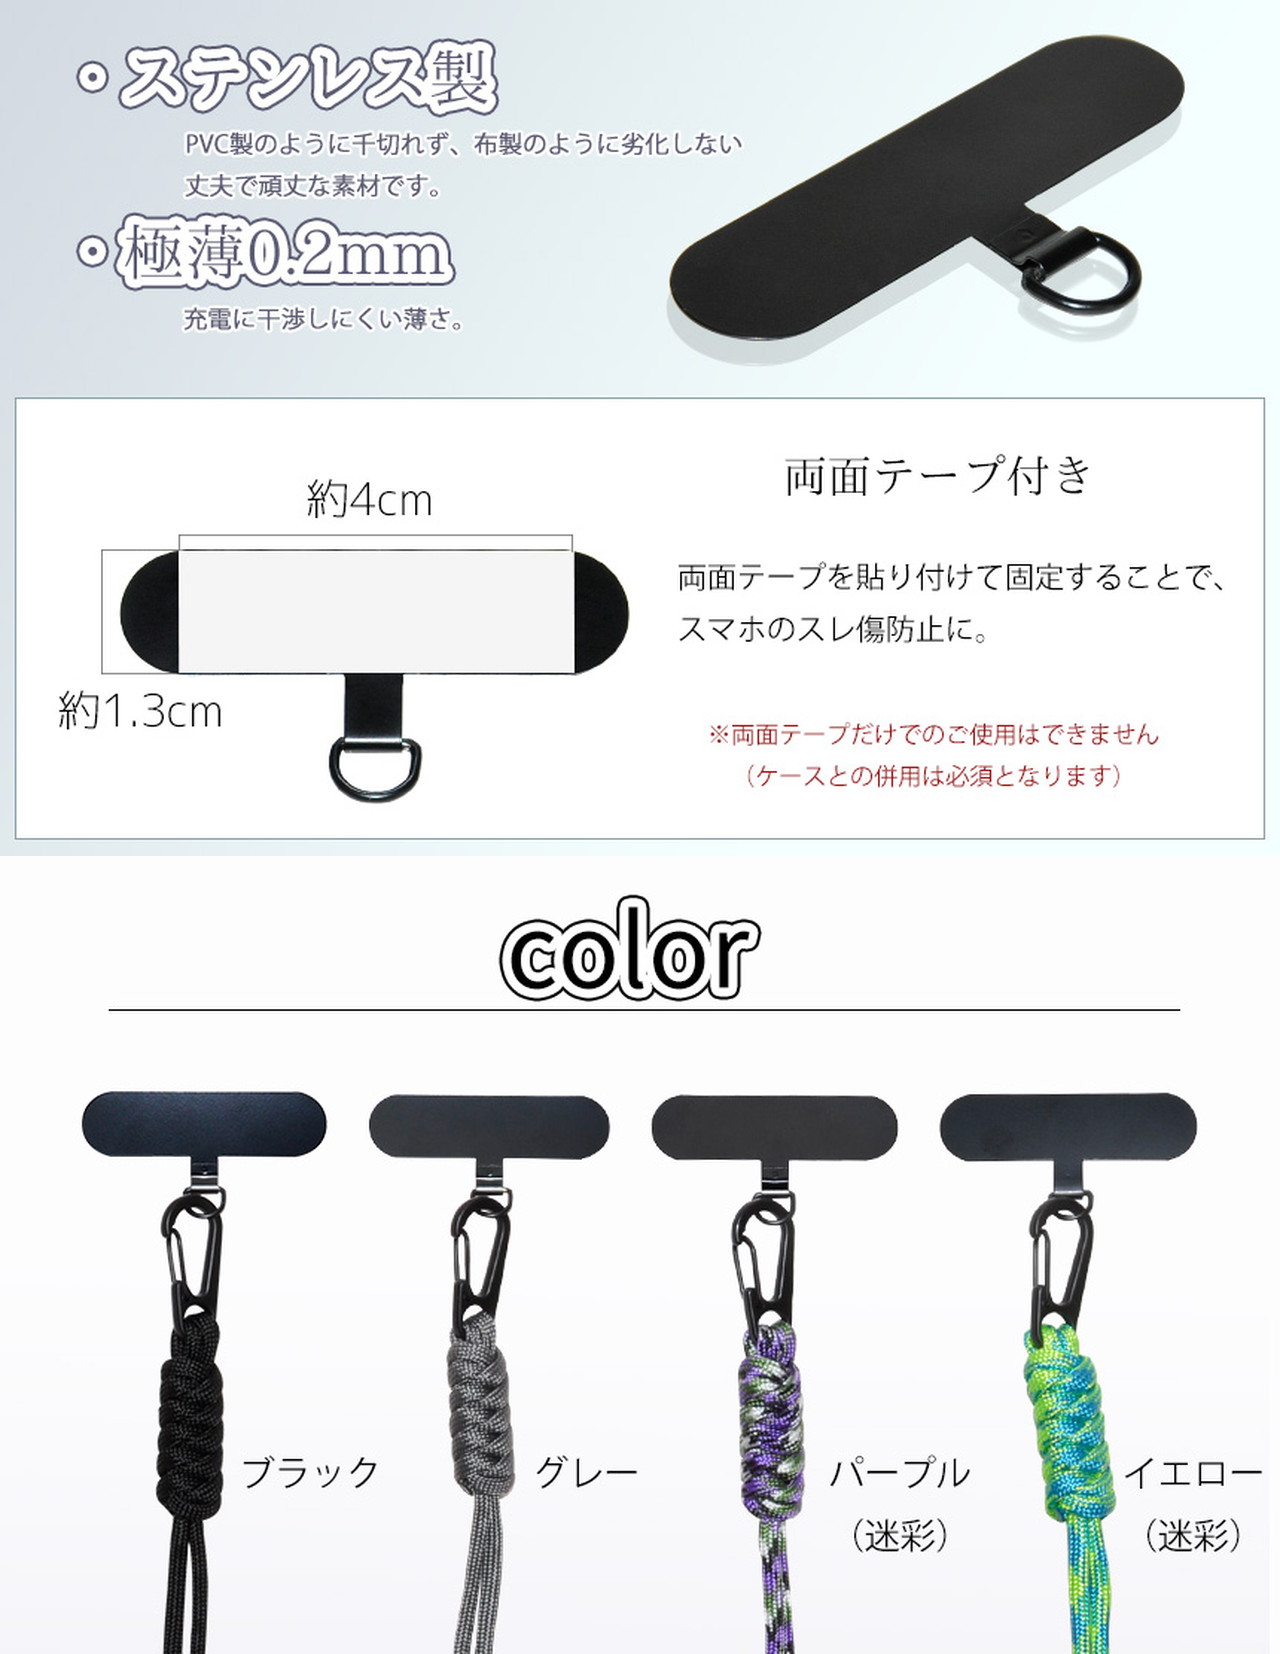 ・ステンレス製
PVC製のように千切れず、布製のように劣化しない
丈夫で頑丈な素材です。
・極薄0.2mm
充電に干渉しにくい薄さ。
約4cm
約1.3cm
両面テープ付き
両面テープを貼り付けて固定することで、
スマホのスレ傷防止に。
※両面テープだけでのご使用はできません
（ケースとの併用は必須となります）
color
ブラック
グレー
パープル
（迷彩）
イエロー
（迷彩）